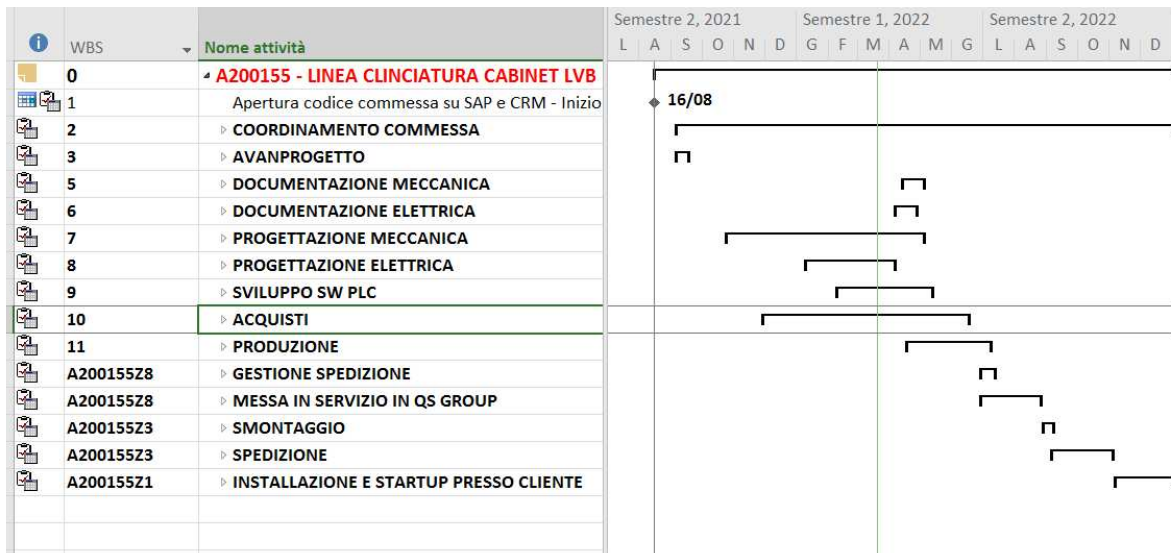 Semestre 2, 2021 Semestre 1, 2022 Semestre 2, 2022
WBS Nome attività L A S O N D G F M A M G L A S O N D
0 A200155 - LINEA CLINCIATURA CABINET LVB
1 Apertura codice commessa su SAP e CRM - Inizio 16/08
2 COORDINAMENTO COMMESSA
3 AVANPROGETTO
5 DOCUMENTAZIONE MECCANICA
6 DOCUMENTAZIONE ELETTRICA
7 PROGETTAZIONE MECCANICA
8 PROGETTAZIONE ELETTRICA
9 SVILUPPO SW PLC
10 ACQUISTI
11 PRODUZIONE
A200155Z8 GESTIONE SPEDIZIONE
A200155Z8 MESSA IN SERVIZIO IN QS GROUP
A200155Z3 SMONTAGGIO
A200155Z3 SPEDIZIONE
A200155Z1 INSTALLAZIONE E STARTUP PRESSO CLIENTE